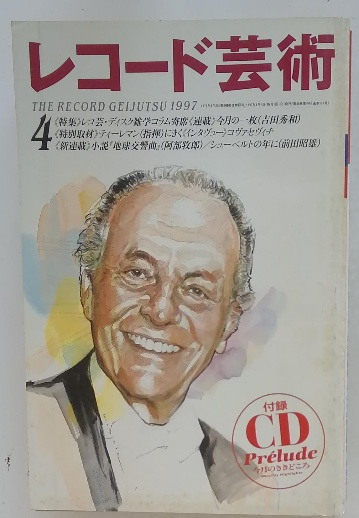 レコード芸術
THE RECORD GEIJUTSU 1997
4
《特集》レコ芸・ディスク雑学コラム寄席《連載》今月の一枚(吉田秀和)
《特別取材》ティーレマン(指揮)にきく《インタヴュー》コヴァセヴィチ
《新連載》小説『地球交響曲』(阿部牧郎)/シューベルトの年に(前田昭雄)
付録
CD
Prélude
今月のききどころ